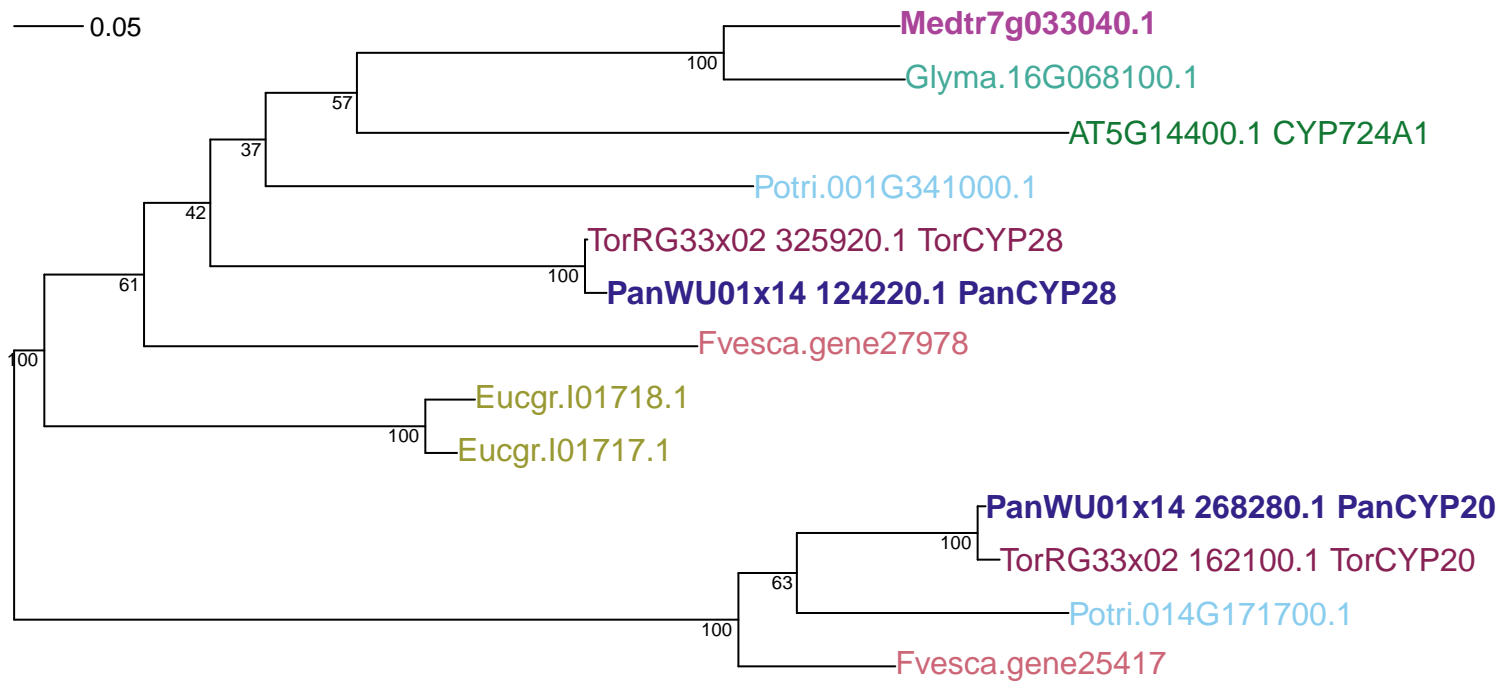 0.05
Medtr7g033040.1
100
Glyma.16G068100.1
57
AT5G14400.1 CYP724A1
37
Potri.001G341000.1
42
TorRG33x02 325920.1 TorCYP28
100
61
PanWU01x14 124220.1 PanCYP28
Fvesca.gene27978
100
Eucgr.I01718.1
100
Eucgr.I01717.1
PanWU01x14 268280.1 PanCYP20
100
TorRG33x02 162100.1 TorCYP20
63
Potri.014G171700.1
100
Fvesca.gene25417